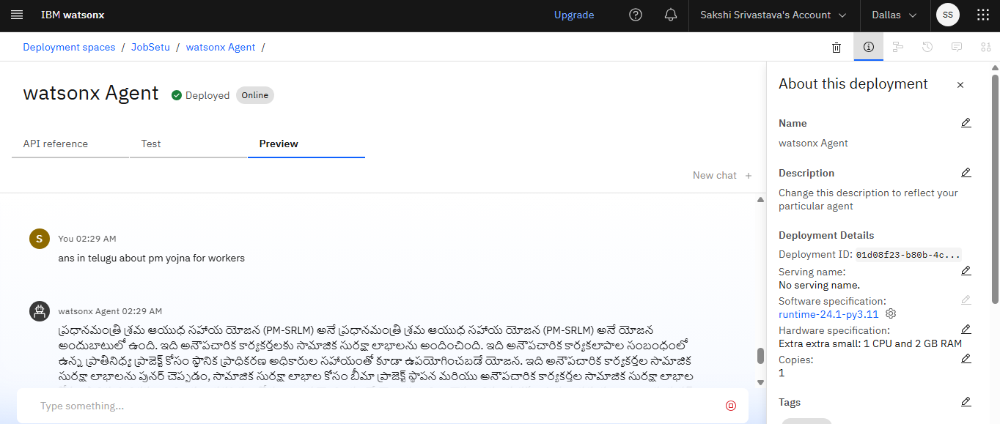 IBM watsonx
Upgrade
Sakshi Srivastava's Account
Dallas
SS
Deployment spaces / JobSetu / watsonx Agent /
watsonx Agent
Deployed
Online
API reference
Test
Preview
New chat +
S
You 02:29 AM
ans in telugu about pm yojna for workers
watsonx Agent 02:29 AM
ప్రధానమంత్రి శ్రమ ఆయుధ సహాయ యోజన (PM-SRLM) అనే ప్రధానమంత్రి శ్రమ ఆయుధ సహాయ యోజన (PM-SRLM) అనే యోజన
అందుబాటులో ఉంది. ఇది అనౌపచారిక కార్యకర్తలకు సామాజిక సురక్షా లాభాలను అందించింది. ఇది అనౌపచారిక కార్యకలాపాల సంబంధంలో
ఉన్న ప్రాతినిధ్య ప్రాజెక్ట్ కోసం స్థానిక ప్రాధికరణ అధికారుల సహాయంతో కూడా ఉపయోగించబడే యోజన. ఇది అనౌపచారిక కార్యకర్తల సామాజిక
సురక్షా లాభాలను పునర్ చెప్పడం, సామాజిక సురక్షా లాభాల కోసం బీమా ప్రాజెక్ట్ స్థాపన మరియు అనౌపచారిక కార్యకర్తల సామాజిక సురక్షా లాభాల
Type something...
About this deployment
Name
watsonx Agent
Description
Change this description to reflect your
particular agent
Deployment Details
Deployment ID: 01d08f23-b80b-4c...
Serving name:
No serving name.
Software specification:
runtime-24.1-py3.11
Hardware specification:
Extra extra small: 1 CPU and 2 GB RAM
Copies:
1
Tags